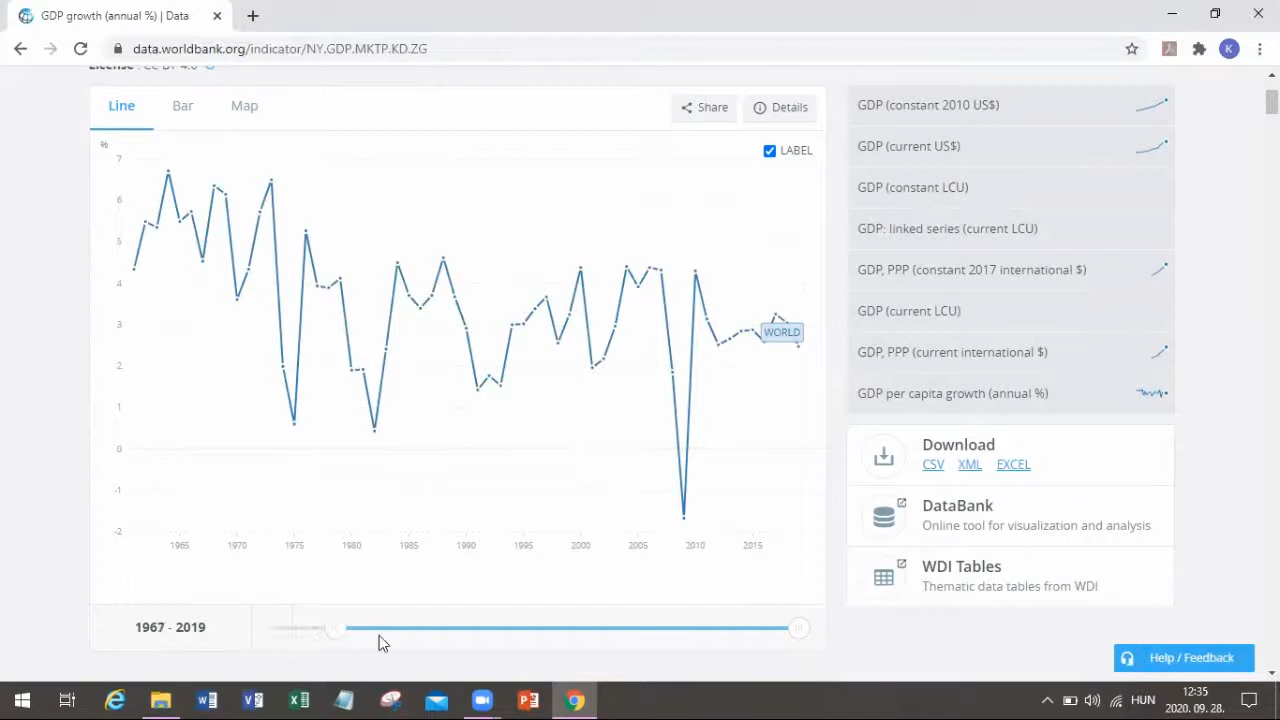 GDP growth (annual %) | Data
data.worldbank.org/indicator/NY.GDP.MKTP.KD.ZG
K
License : CC BY-4.0
Line Bar Map
Share
Details
%
LABEL
7
6
5
4
3
2
1
0
-1
-2
WORLD
1965 1970 1975 1980 1985 1990 1995 2000 2005 2010 2015
1967 - 2019
GDP (constant 2010 US$)
GDP (current US$)
GDP (constant LCU)
GDP: linked series (current LCU)
GDP, PPP (constant 2017 international $)
GDP (current LCU)
GDP, PPP (current international $)
GDP per capita growth (annual %)
Download
CSV XML EXCEL
DataBank
Online tool for visualization and analysis
WDI Tables
Thematic data tables from WDI
Help / Feedback
HUN
12:35
2020. 09. 28.